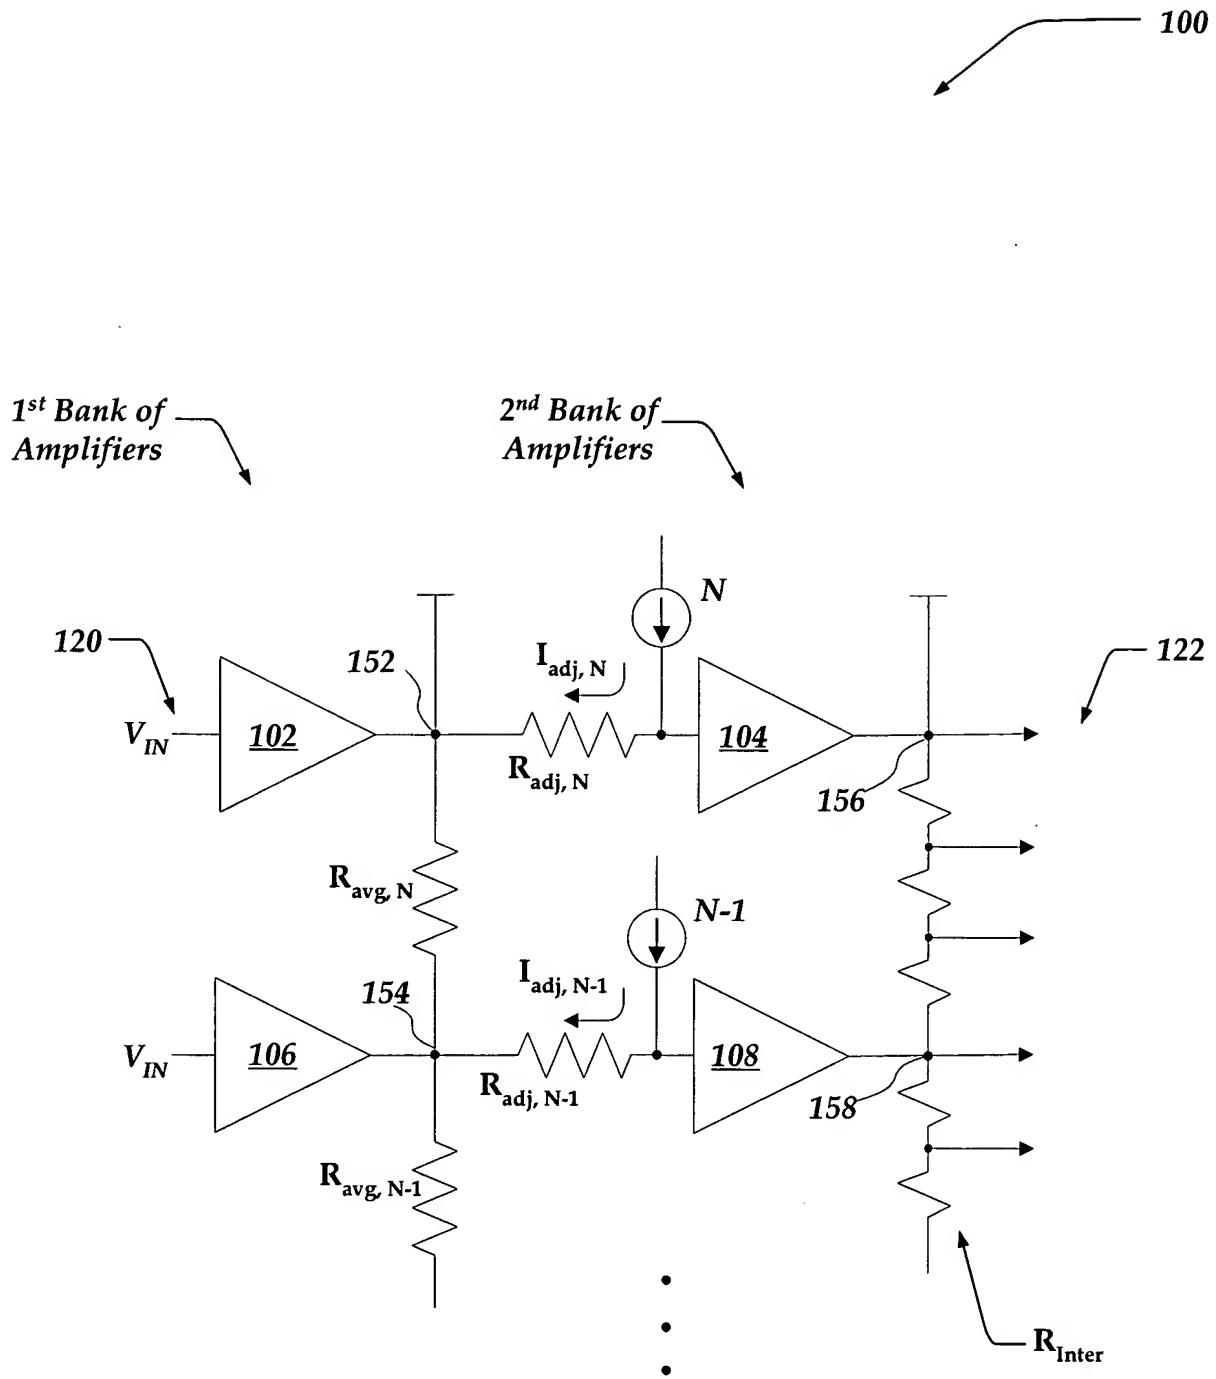 100
1st Bank of
Amplifiers
2nd Bank of
Amplifiers
N
120
152
Iadj, N
122
VIN
102
Radj, N
104
156
Ravg, N
N-1
154
Iadj, N-1
VIN
106
Radj, N-1
108
158
Ravg, N-1
RInter